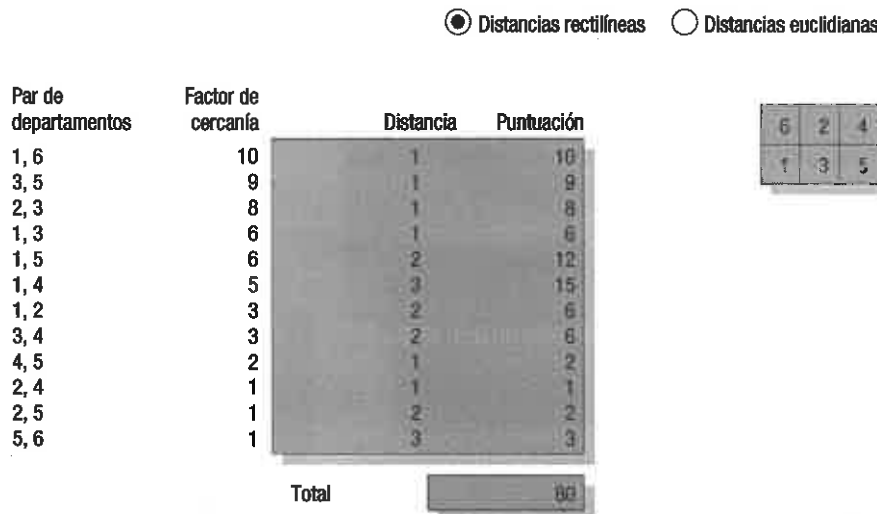 Distancias rectilíneas Distancias euclidianas
Par de departamentos Factor de cercanía Distancia Puntuación
6 2 4
1 3 5
1, 6 10 1 10
3, 5 9 1 9
2, 3 8 1 8
1, 3 6 1 6
1, 5 6 2 12
1, 4 5 3 15
1, 2 3 2 6
3, 4 3 2 6
4, 5 2 1 2
2, 4 1 1 1
2, 5 1 2 2
5, 6 1 3 3
Total 80